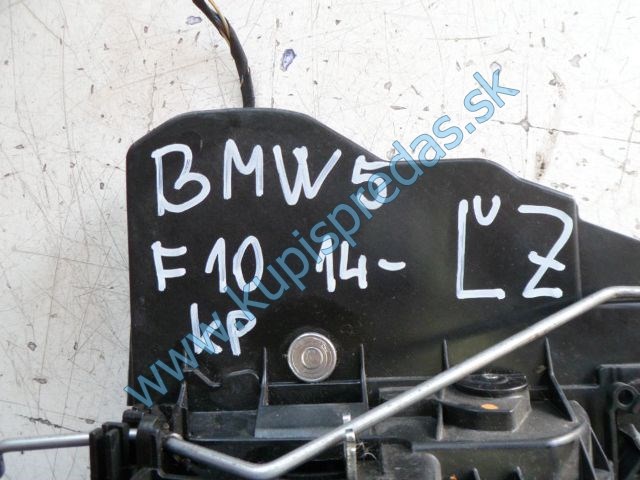 BMW 5
F10 14- ĽZ
kp
www.kupispredas.sk